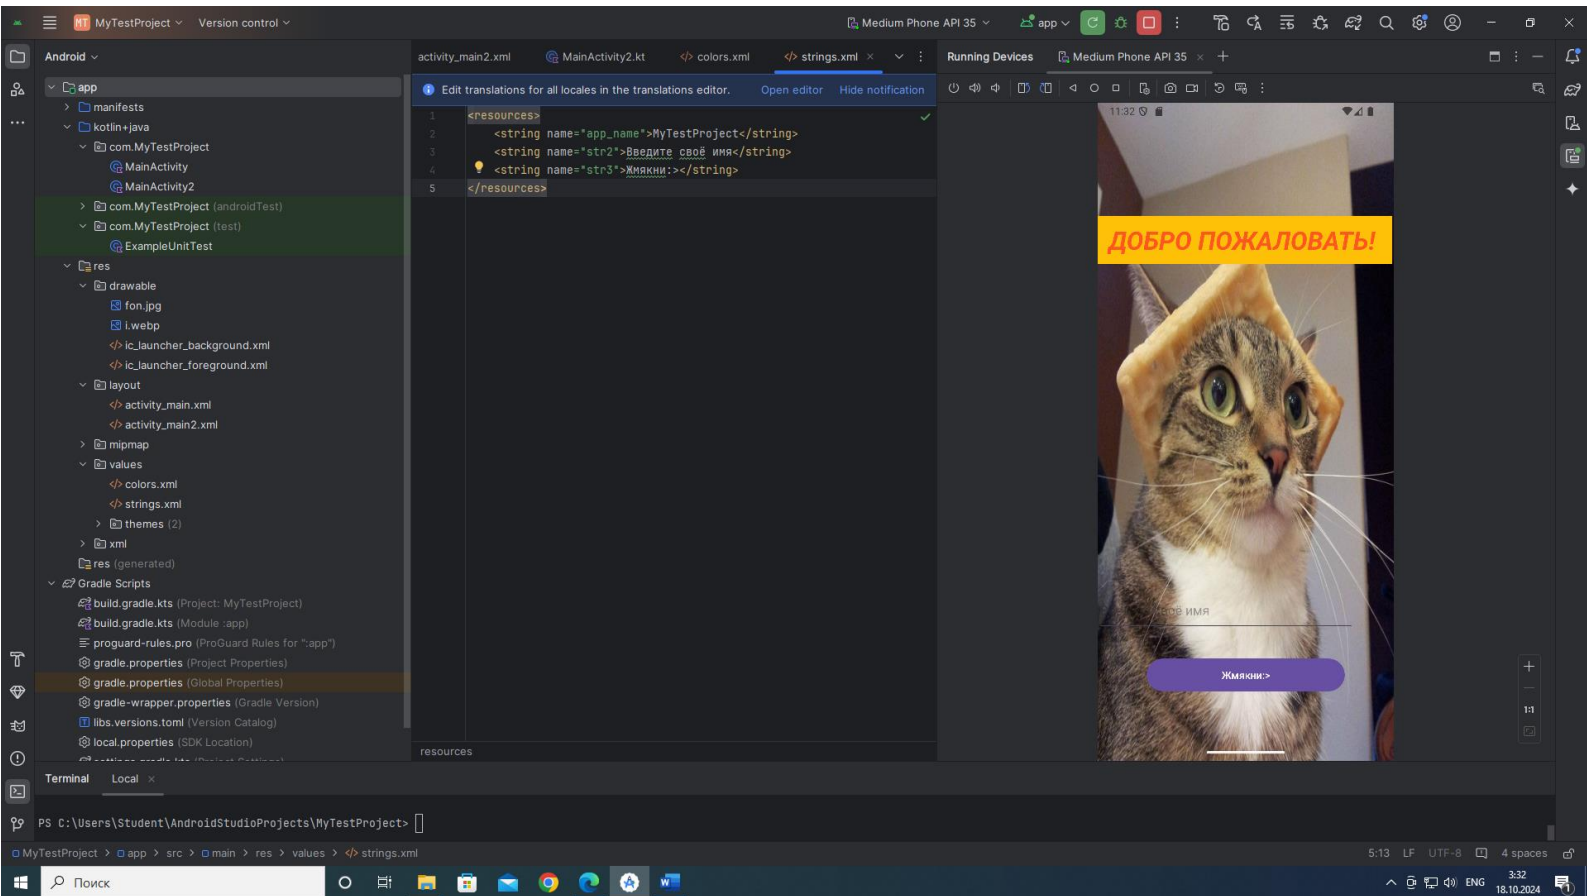 MT MyTestProject Version control Medium Phone API 35 app
Android
app
manifests
kotlin+java
com.MyTestProject
MainActivity
MainActivity2
com.MyTestProject (androidTest)
com.MyTestProject (test)
ExampleUnitTest
res
drawable
fon.jpg
i.webp
ic_launcher_background.xml
ic_launcher_foreground.xml
layout
activity_main.xml
activity_main2.xml
mipmap
values
colors.xml
strings.xml
themes (2)
xml
res (generated)
Gradle Scripts
build.gradle.kts (Project: MyTestProject)
build.gradle.kts (Module :app)
proguard-rules.pro (ProGuard Rules for ":app")
gradle.properties (Project Properties)
gradle.properties (Global Properties)
gradle-wrapper.properties (Gradle Version)
libs.versions.toml (Version Catalog)
local.properties (SDK Location)
activity_main2.xml MainActivity2.kt colors.xml strings.xml
Edit translations for all locales in the translations editor. Open editor Hide notification
1 <resources>
2 <string name="app_name">MyTestProject</string>
3 <string name="str2">Введите своё имя</string>
4 <string name="str3">Жмякни:></string>
5 </resources>
resources
Running Devices Medium Phone API 35
11:32
ДОБРО ПОЖАЛОВАТЬ!
имя
Жмякни:>
1:1
Terminal Local
PS C:\Users\Student\AndroidStudioProjects\MyTestProject>
MyTestProject > app > src > main > res > values > strings.xml
5:13 LF UTF-8 4 spaces
Поиск
ENG
3:32
18.10.2024